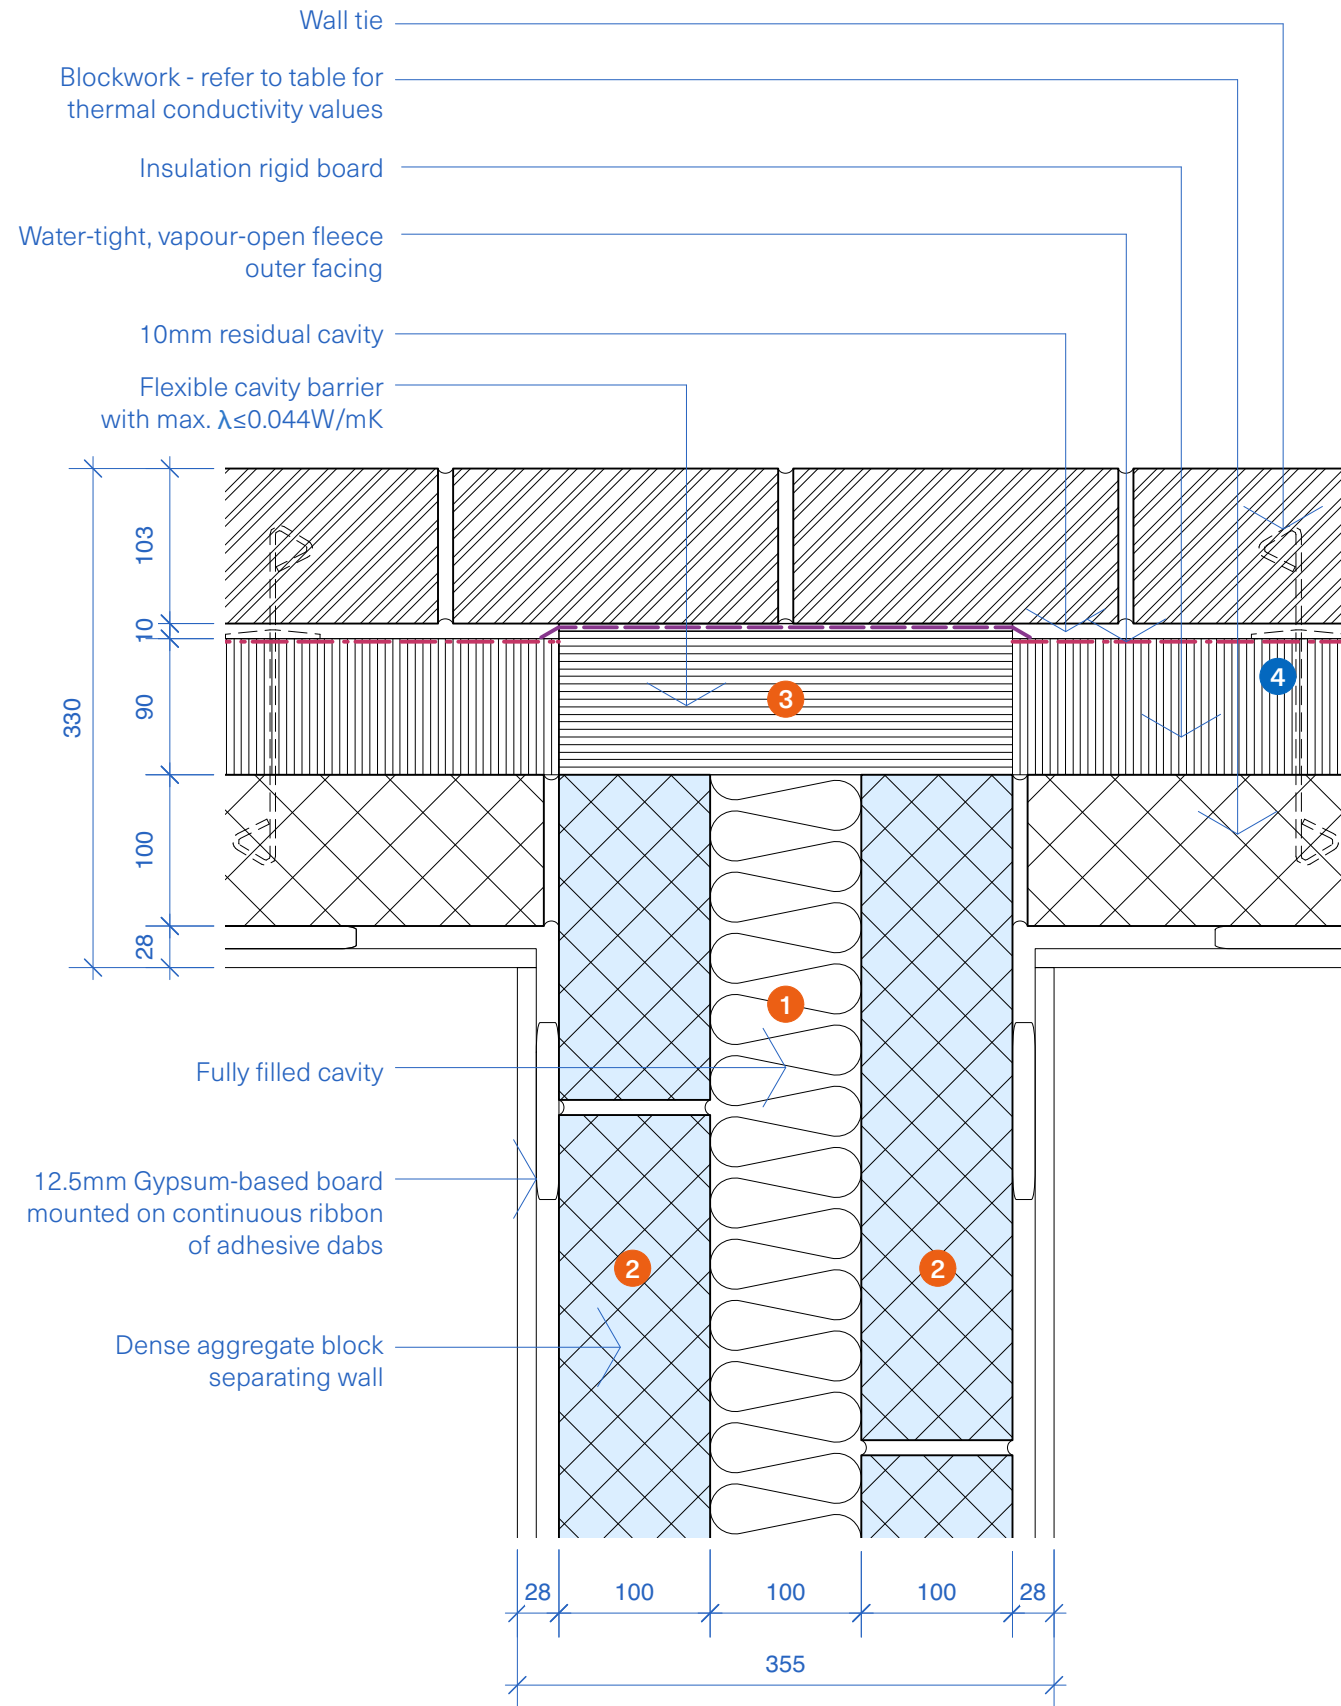 Wall tie
Blockwork - refer to table for
thermal conductivity values
Insulation rigid board
Water-tight, vapour-open fleece
outer facing
10mm residual cavity
Flexible cavity barrier
with max. λ≤0.044W/mK
103
10
90
330
100
28
3
4
1
Fully filled cavity
12.5mm Gypsum-based board
mounted on continuous ribbon
of adhesive dabs
2
2
Dense aggregate block
separating wall
28
100
100
100
28
355